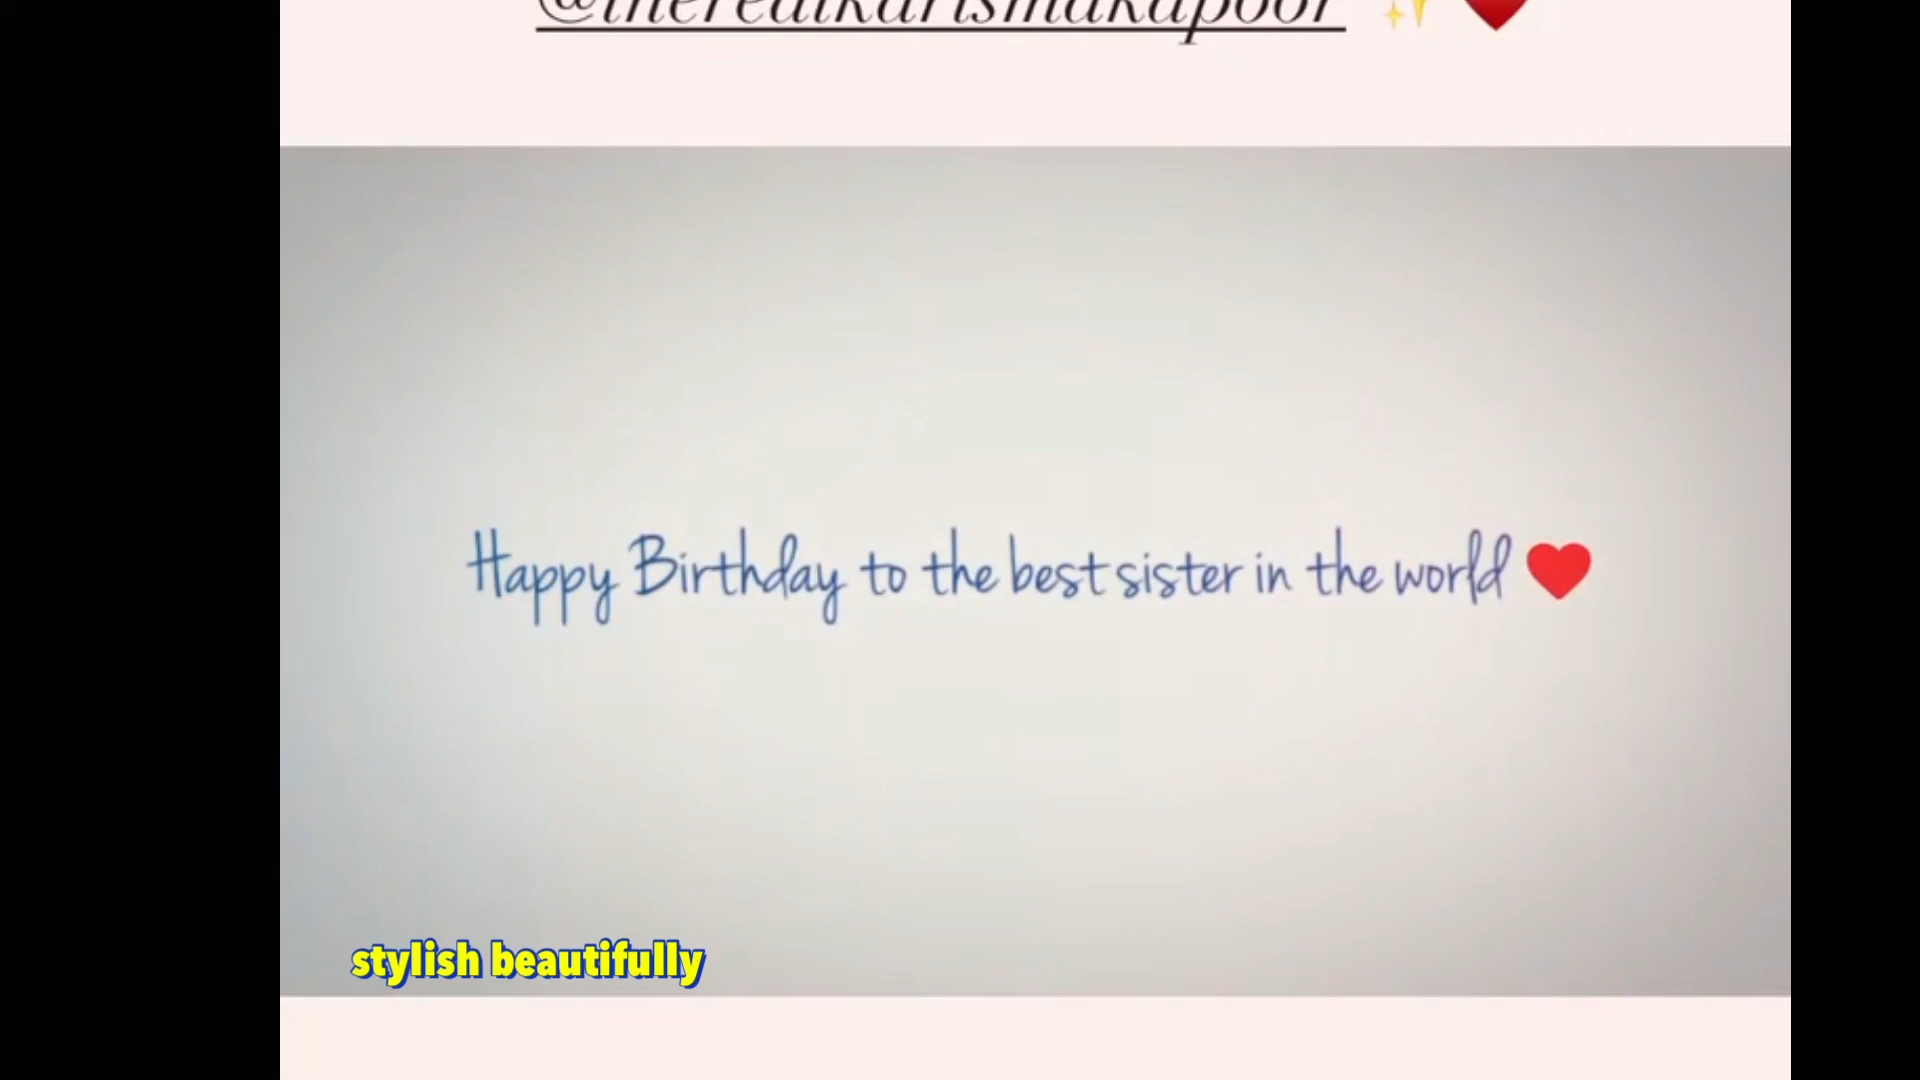 @therealkarismakapoor ✨ ❤️
Happy Birthday to the best sister in the world ❤️
stylish beautifully